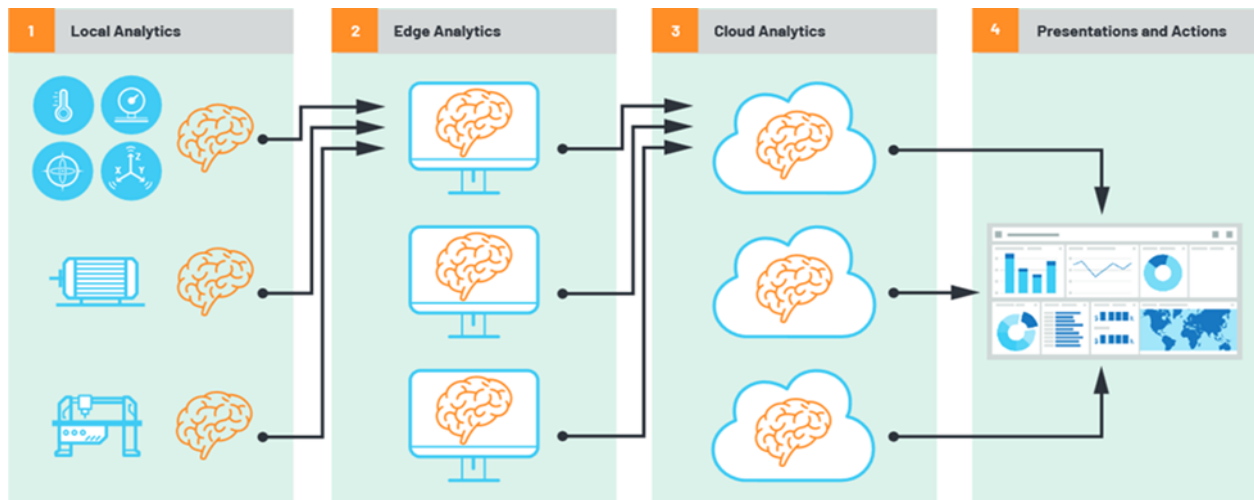 1 Local Analytics
2 Edge Analytics
3 Cloud Analytics
4 Presentations and Actions
Z
X Y